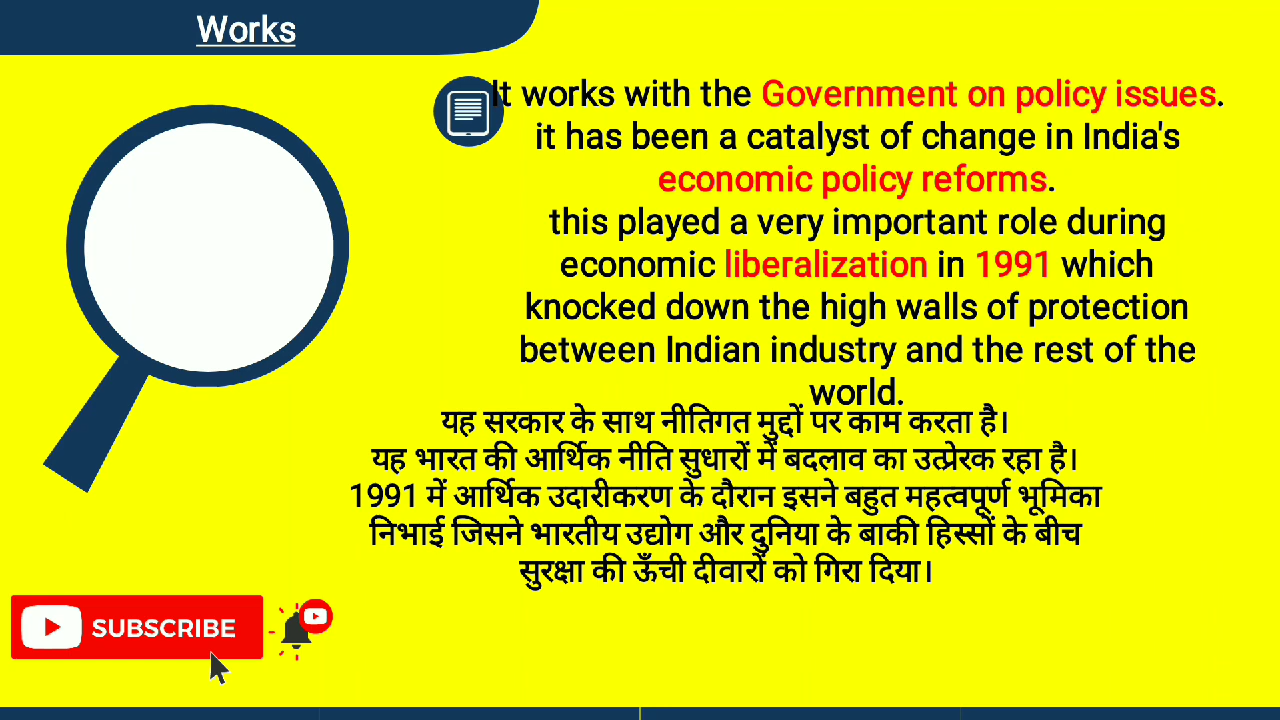 Works
It works with the Government on policy issues.
it has been a catalyst of change in India's
economic policy reforms.
this played a very important role during
economic liberalization in 1991 which
knocked down the high walls of protection
between Indian industry and the rest of the
world.
यह सरकार के साथ नीतिगत मुद्दों पर काम करता है।
यह भारत की आर्थिक नीति सुधारों में बदलाव का उत्प्रेरक रहा है।
1991 में आर्थिक उदारीकरण के दौरान इसने बहुत महत्वपूर्ण भूमिका
निभाई जिसने भारतीय उद्योग और दुनिया के बाकी हिस्सों के बीच
सुरक्षा की ऊँची दीवारों को गिरा दिया।
SUBSCRIBE